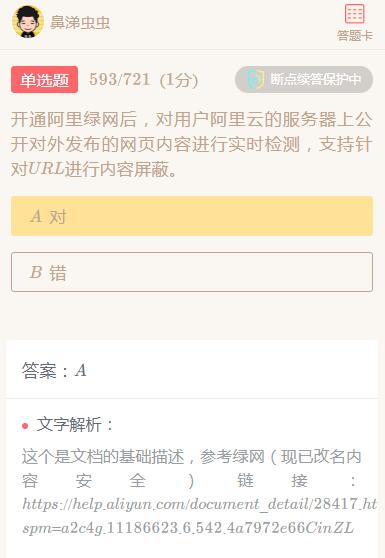 鼻涕虫虫
答题卡
单选题 593/721 (1分) 断点续答保护中
开通阿里绿网后，对用户阿里云的服务器上公
开对外发布的网页内容进行实时检测，支持针
对URL进行内容屏蔽。
A 对
B 错
答案：A
文字解析：
这个是文档的基础描述，参考绿网（现已改名内
容安全）链接：
https://help.aliyun.com/document_detail/28417.ht
spm=a2c4g.11186623.6.542.4a7972e66CinZL